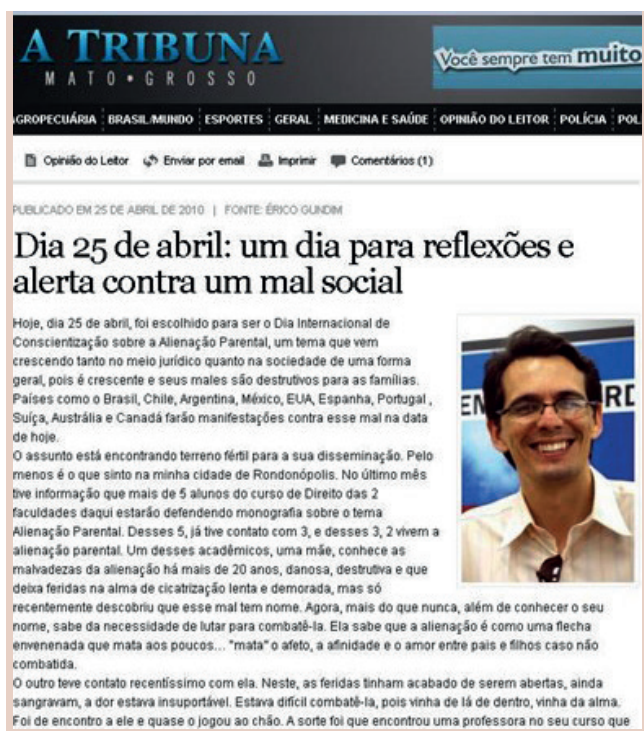 A TRIBUNA
MATO•GROSSO
Você sempre tem muito
AGROPECUÁRIA BRASIL/MUNDO ESPORTES GERAL MEDICINA E SAÚDE OPINIÃO DO LEITOR POLÍCIA POL
Opinião do Leitor Enviar por email Imprimir Comentários (1)
PUBLICADO EM 25 DE ABRIL DE 2010 | FONTE: ÉRICO GUNDIM
Dia 25 de abril: um dia para reflexões e
alerta contra um mal social
Hoje, dia 25 de abril, foi escolhido para ser o Dia Internacional de
Conscientização sobre a Alienação Parental, um tema que vem
crescendo tanto no meio jurídico quanto na sociedade de uma forma
geral, pois é crescente e seus males são destrutivos para as famílias.
Países como o Brasil, Chile, Argentina, México, EUA, Espanha, Portugal ,
Suíça, Austrália e Canadá farão manifestações contra esse mal na data
de hoje.
O assunto está encontrando terreno fértil para a sua disseminação. Pelo
menos é o que sinto na minha cidade de Rondonópolis. No último mês
tive informação que mais de 5 alunos do curso de Direito das 2
faculdades daqui estarão defendendo monografia sobre o tema
Alienação Parental. Desses 5, já tive contato com 3, e desses 3, 2 vivem a
alienação parental. Um desses acadêmicos, uma mãe, conhece as
malvadezas da alienação há mais de 20 anos, danosa, destrutiva e que
deixa feridas na alma de cicatrização lenta e demorada, mas só
recentemente descobriu que esse mal tem nome. Agora, mais do que nunca, além de conhecer o seu
nome, sabe da necessidade de lutar para combatê-la. Ela sabe que a alienação é como uma flecha
envenenada que mata aos poucos... "mata" o afeto, a afinidade e o amor entre pais e filhos caso não
combatida.
O outro teve contato recentíssimo com ela. Neste, as feridas tinham acabado de serem abertas, ainda
sangravam, a dor estava insuportável. Estava difícil combatê-la, pois vinha de lá de dentro, vinha da alma.
Foi de encontro a ele e quase o jogou ao chão. A sorte foi que encontrou uma professora no seu curso que